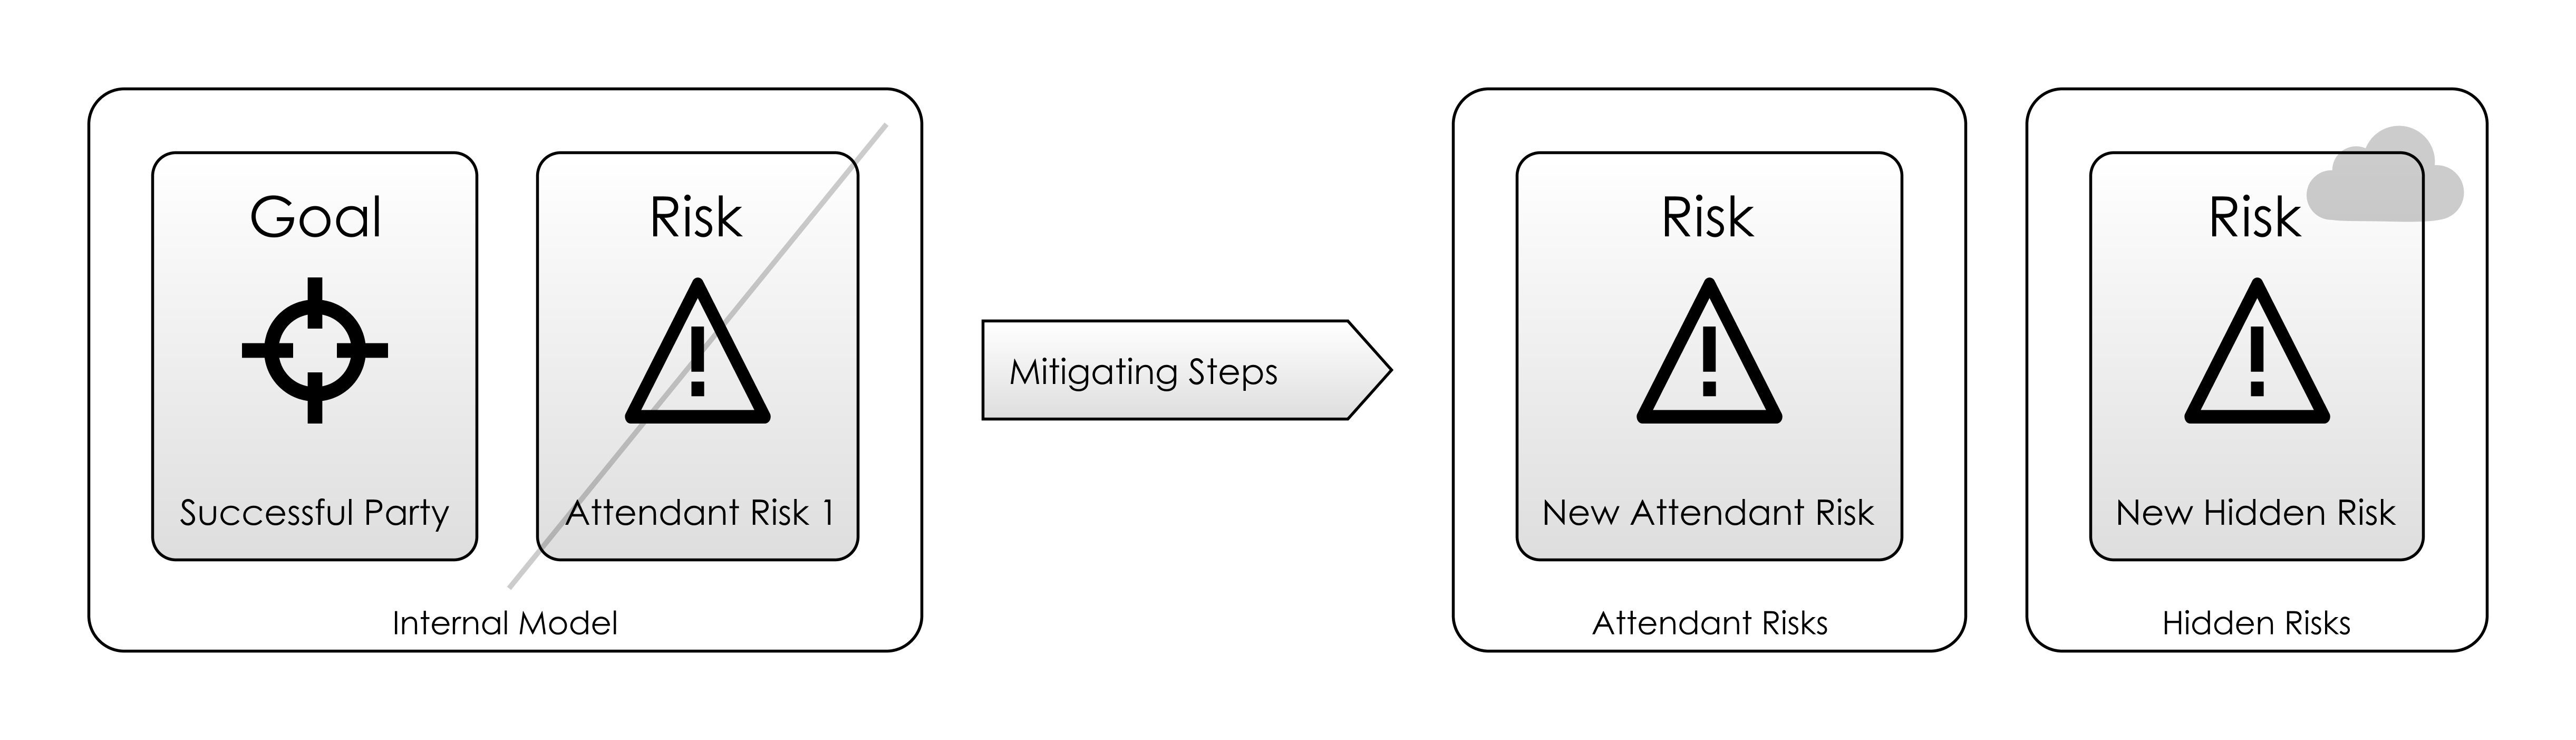 Goal
Successful Party
Risk
Attendant Risk 1
Internal Model
Mitigating Steps
Risk
New Attendant Risk
Attendant Risks
Risk
New Hidden Risk
Hidden Risks